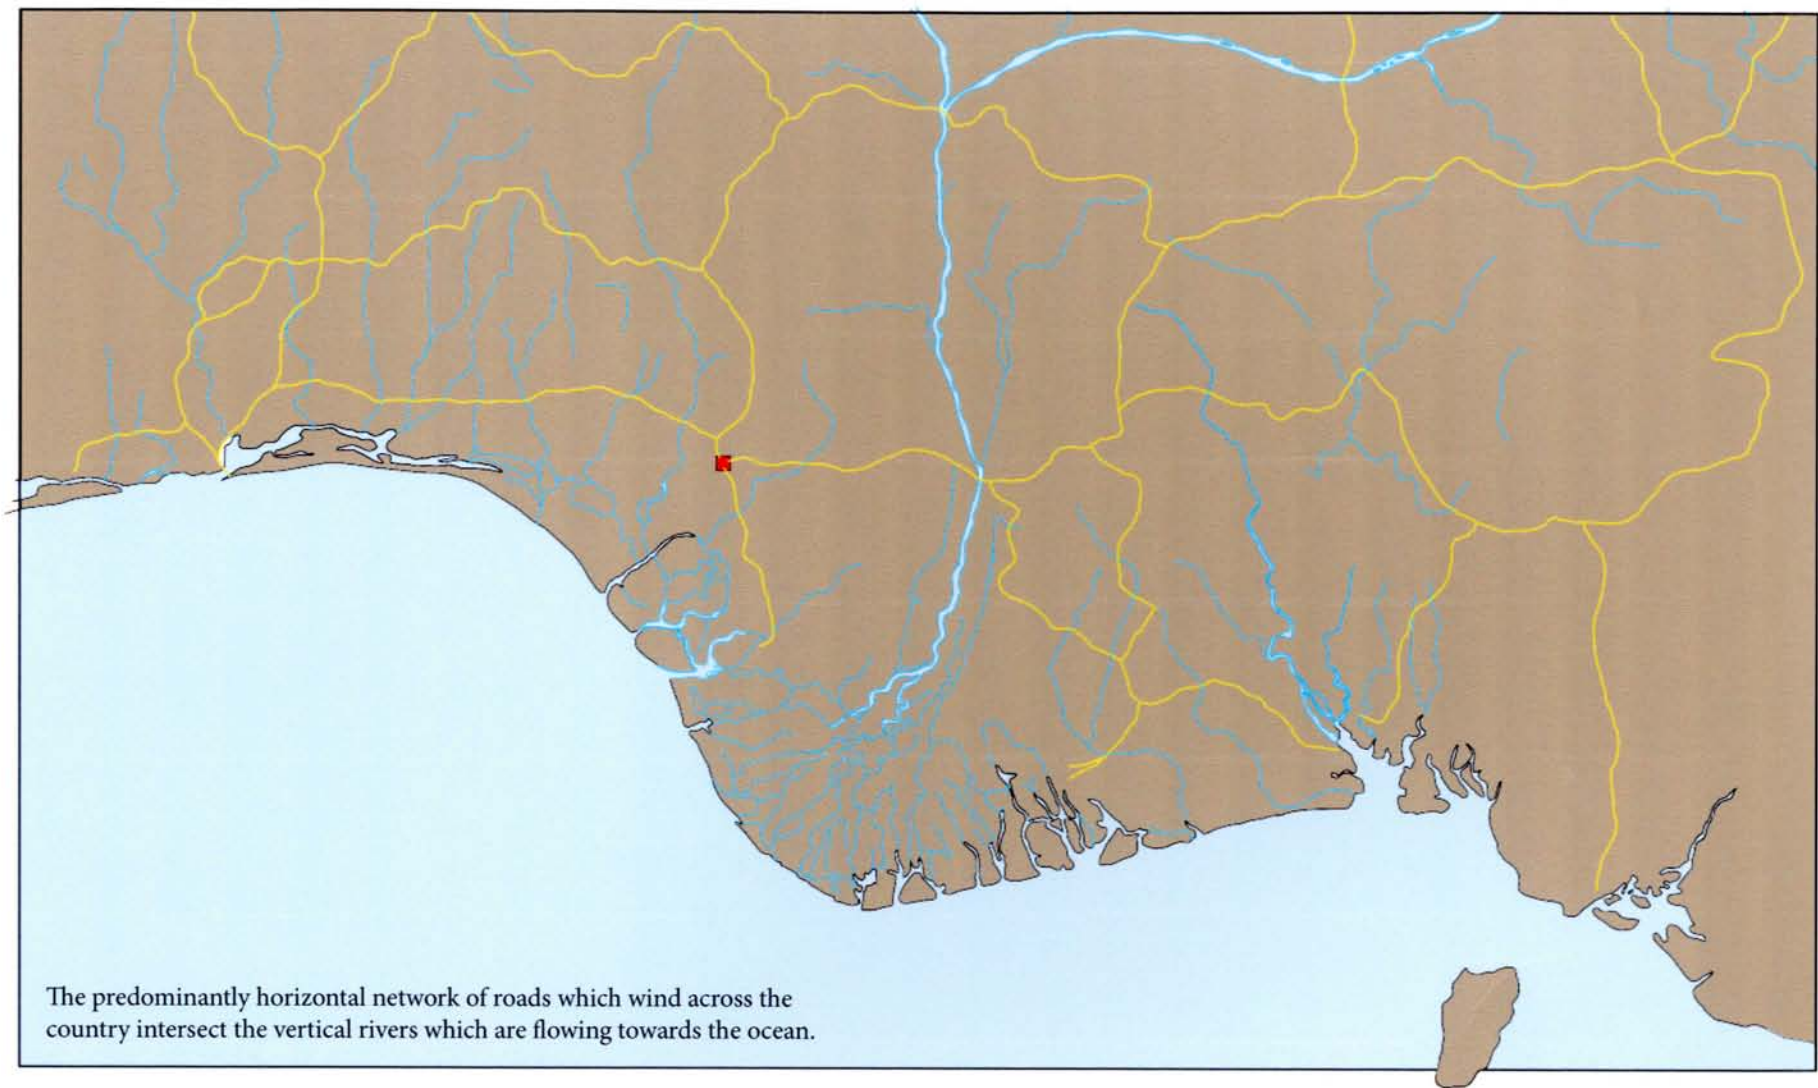 The predominantly horizontal network of roads which wind across the
country intersect the vertical rivers which are flowing towards the ocean.